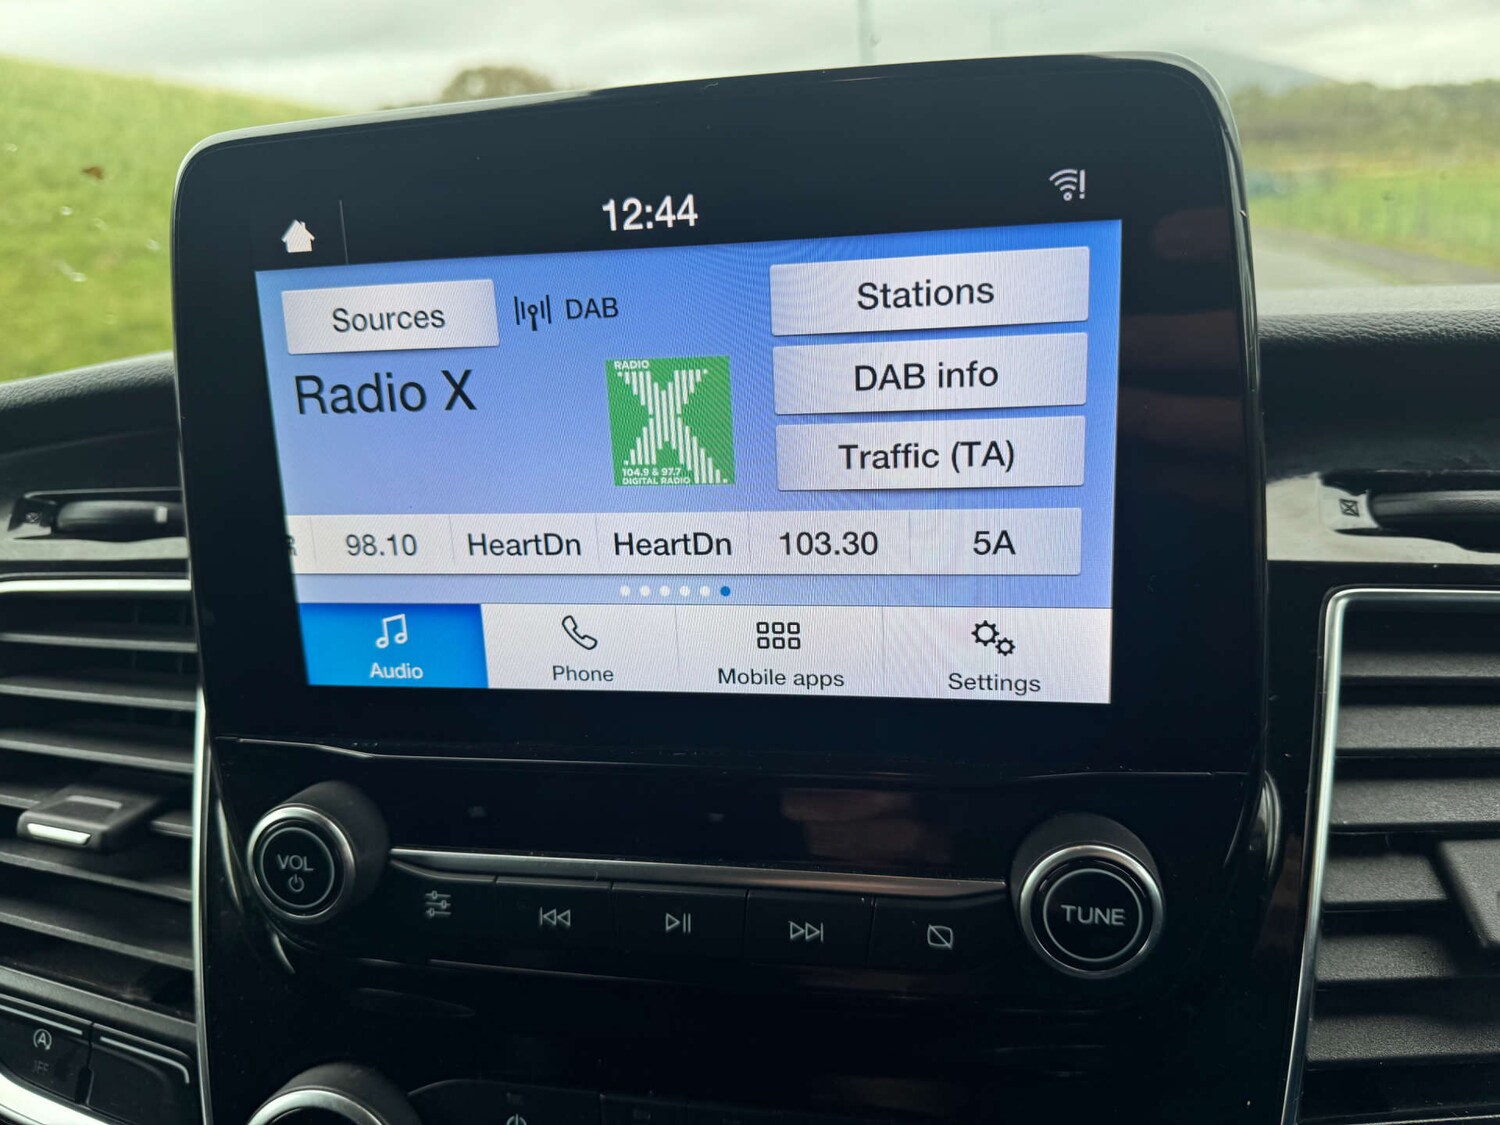 12:44
Sources
DAB
Stations
Radio X
RADIO
X
104.9 & 97.7
DIGITAL RADIO
DAB info
Traffic (TA)
98.10
HeartDn
HeartDn
103.30
5A
Audio
Phone
Mobile apps
Settings
VOL
TUNE
A